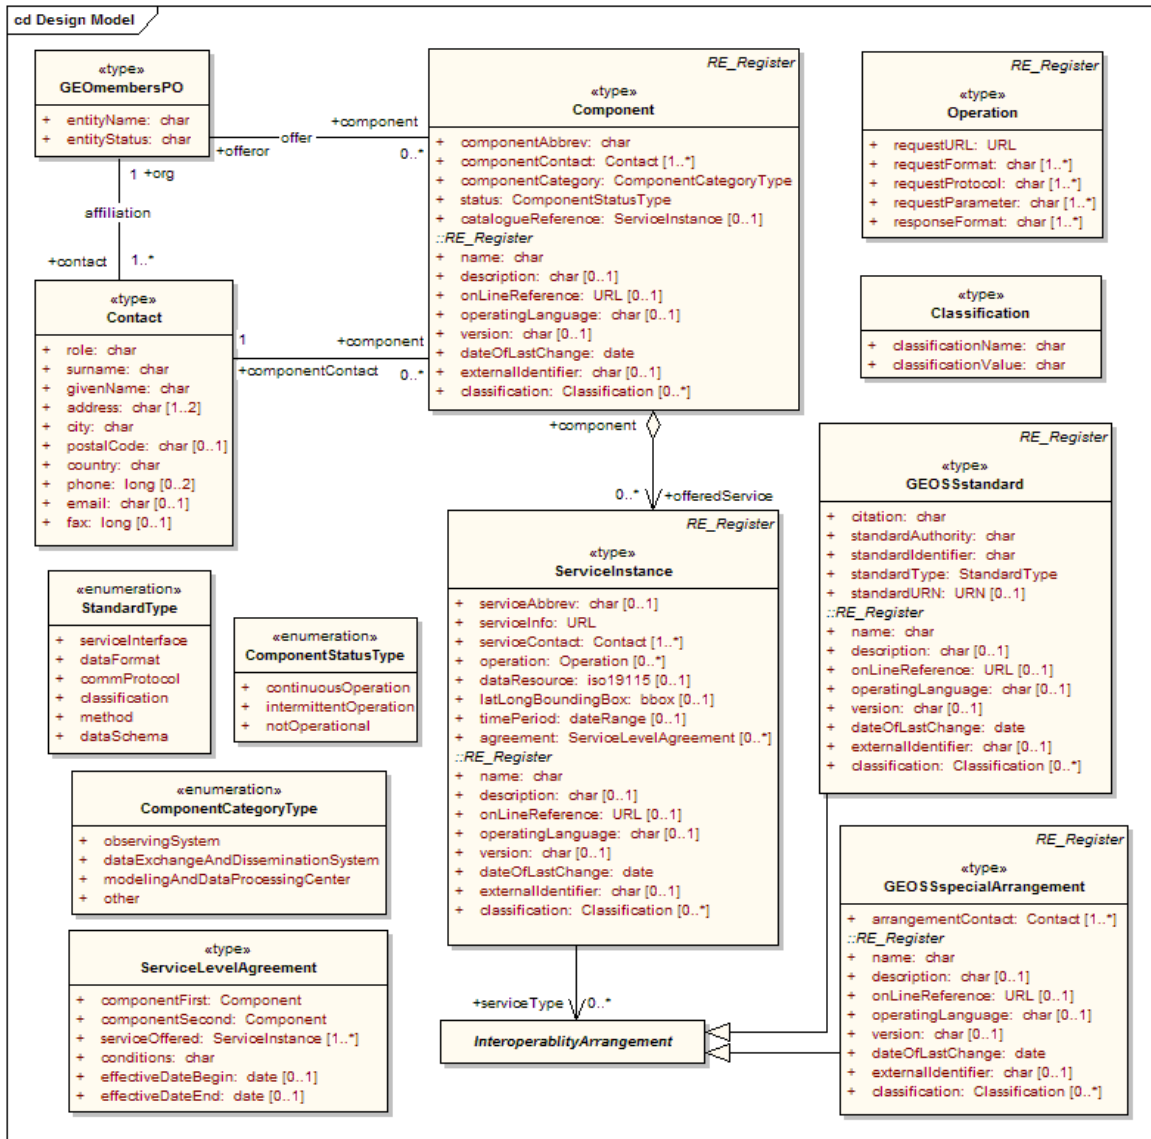 cd Design Model
«type»
GEOmembersPO
+ entityName: char
+ entityStatus: char
offer
+offeror
+component
0..*
1 +org
affiliation
+contact
1..*
RE_Register
«type»
Component
+ componentAbbrev: char
+ componentContact: Contact [1..*]
+ componentCategory: ComponentCategoryType
+ status: ComponentStatusType
+ catalogueReference: ServiceInstance [0..1]
::RE_Register
+ name: char
+ description: char [0..1]
+ onLineReference: URL [0..1]
+ operatingLanguage: char [0..1]
+ version: char [0..1]
+ dateOfLastChange: date
+ externalIdentifier: char [0..1]
+ classification: Classification [0..*]
RE_Register
«type»
Operation
+ requestURL: URL
+ requestFormat: char [1..*]
+ requestProtocol: char [1..*]
+ requestParameter: char [1..*]
+ responseFormat: char [1..*]
«type»
Classification
+ classificationName: char
+ classificationValue: char
«type»
Contact
+ role: char
+ surname: char
+ givenName: char
+ address: char [1..2]
+ city: char
+ postalCode: char [0..1]
+ country: char
+ phone: long [0..2]
+ email: char [0..1]
+ fax: long [0..1]
1
+componentContact
+component
0..*
+component
0..*
+offeredService
RE_Register
«type»
GEOSSstandard
+ citation: char
+ standardAuthority: char
+ standardIdentifier: char
+ standardType: StandardType
+ standardURN: URN [0..1]
::RE_Register
+ name: char
+ description: char [0..1]
+ onLineReference: URL [0..1]
+ operatingLanguage: char [0..1]
+ version: char [0..1]
+ dateOfLastChange: date
+ externalIdentifier: char [0..1]
+ classification: Classification [0..*]
RE_Register
«type»
ServiceInstance
+ serviceAbbrev: char [0..1]
+ serviceInfo: URL
+ serviceContact: Contact [1..*]
+ operation: Operation [0..*]
+ dataResource: iso19115 [0..1]
+ latLongBoundingBox: bbox [0..1]
+ timePeriod: dateRange [0..1]
+ agreement: ServiceLevelAgreement [0..*]
::RE_Register
+ name: char
+ description: char [0..1]
+ onLineReference: URL [0..1]
+ operatingLanguage: char [0..1]
+ version: char [0..1]
+ dateOfLastChange: date
+ externalIdentifier: char [0..1]
+ classification: Classification [0..*]
«enumeration»
StandardType
+ serviceInterface
+ dataFormat
+ commProtocol
+ classification
+ method
+ dataSchema
«enumeration»
ComponentStatusType
+ continuousOperation
+ intermittentOperation
+ notOperational
«enumeration»
ComponentCategoryType
+ observingSystem
+ dataExchangeAndDisseminationSystem
+ modelingAndDataProcessingCenter
+ other
RE_Register
«type»
GEOSSspecialArrangement
+ arrangementContact: Contact [1..*]
::RE_Register
+ name: char
+ description: char [0..1]
+ onLineReference: URL [0..1]
+ operatingLanguage: char [0..1]
+ version: char [0..1]
+ dateOfLastChange: date
+ externalIdentifier: char [0..1]
+ classification: Classification [0..*]
«type»
ServiceLevelAgreement
+ componentFirst: Component
+ componentSecond: Component
+ serviceOffered: ServiceInstance [1..*]
+ conditions: char
+ effectiveDateBegin: date [0..1]
+ effectiveDateEnd: date [0..1]
+serviceType
0..*
InteroperablityArrangement